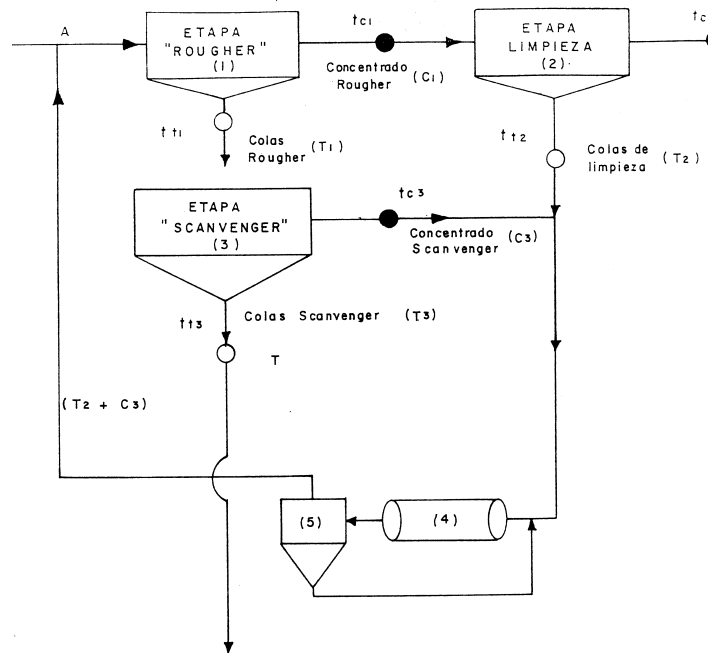 A
ETAPA
"ROUGHER"
(1)
tc1
Concentrado
Rougher (C1)
ETAPA
LIMPIEZA
(2)
tc
tt1
Colas
Rougher (T1)
tt2
Colas de
limpieza (T2)
ETAPA
"SCANVENGER"
(3)
tc3
Concentrado
Scanvenger (C3)
tt3
Colas Scanvenger (T3)
T
(T2 + C3)
(5)
(4)